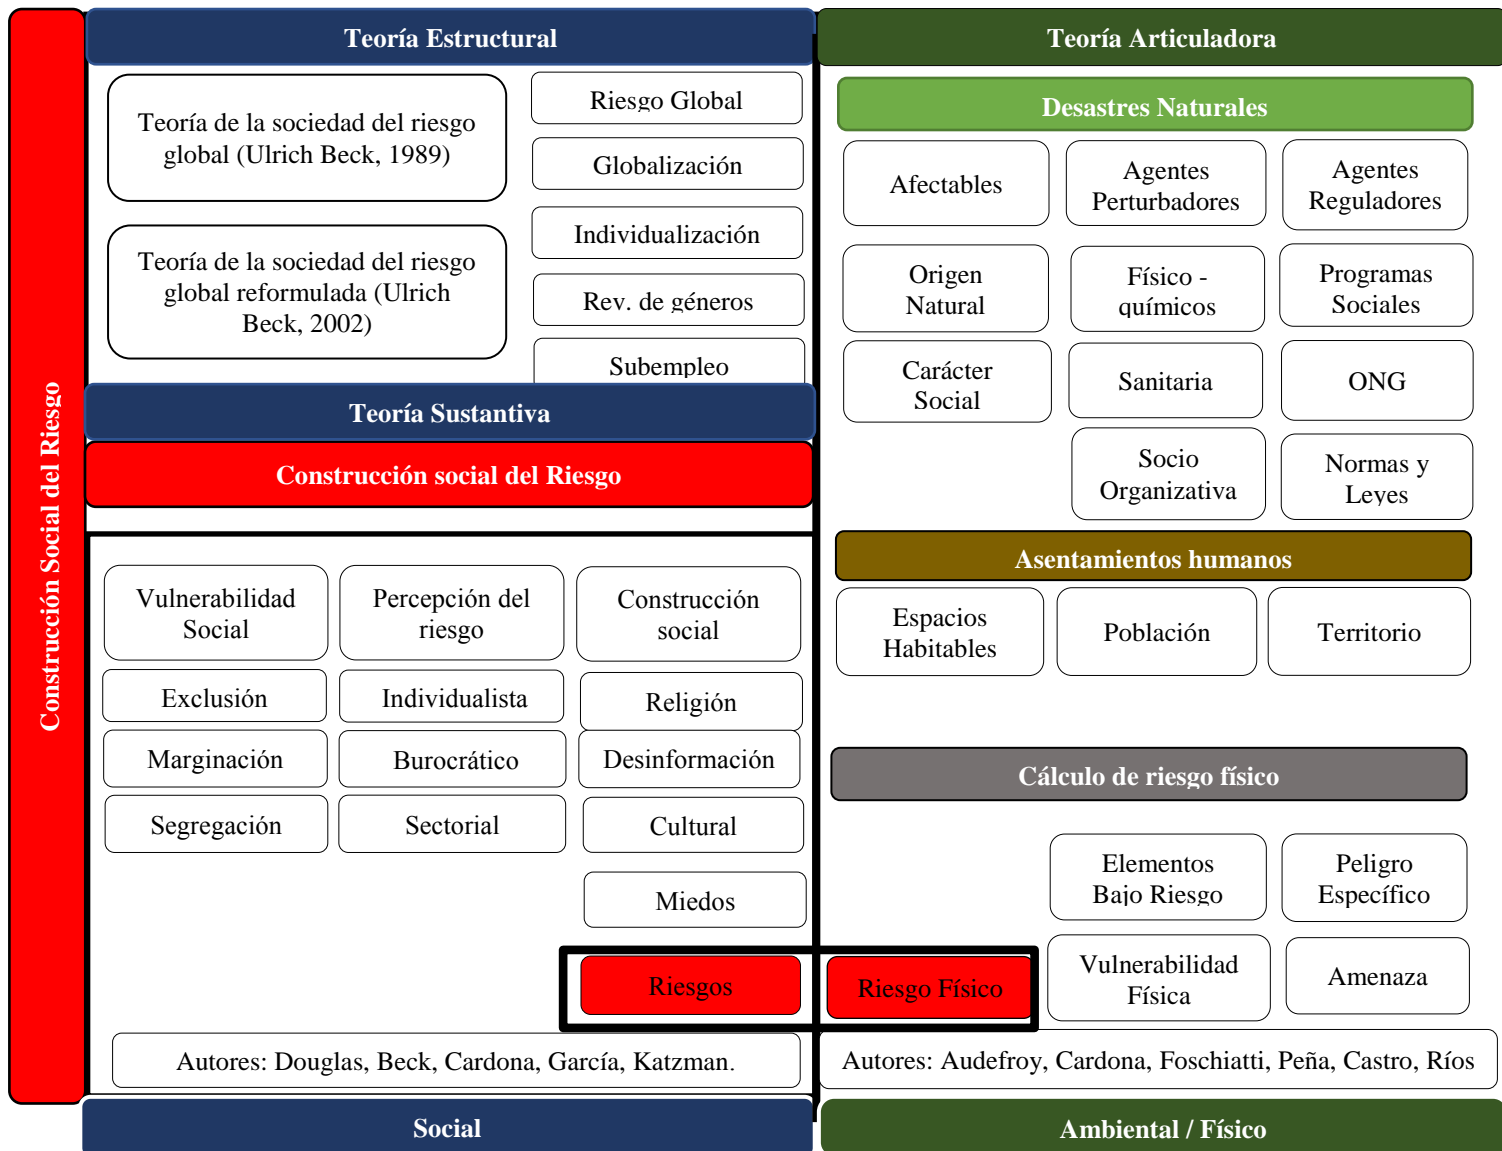 Construcción Social del Riesgo
Teoría Estructural
Teoría de la sociedad del riesgo
global (Ulrich Beck, 1989)
Teoría de la sociedad del riesgo
global reformulada (Ulrich
Beck, 2002)
Riesgo Global
Globalización
Individualización
Rev. de géneros
Subempleo
Teoría Sustantiva
Construcción social del Riesgo
Vulnerabilidad
Social
Percepción del
riesgo
Construcción
social
Exclusión
Individualista
Religión
Marginación
Burocrático
Desinformación
Segregación
Sectorial
Cultural
Miedos
Riesgos
Autores: Douglas, Beck, Cardona, García, Katzman.
Social
Teoría Articuladora
Desastres Naturales
Afectables
Agentes
Perturbadores
Agentes
Reguladores
Origen
Natural
Físico -
químicos
Programas
Sociales
Carácter
Social
Sanitaria
ONG
Socio
Organizativa
Normas y
Leyes
Asentamientos humanos
Espacios
Habitables
Población
Territorio
Cálculo de riesgo físico
Elementos
Bajo Riesgo
Peligro
Específico
Riesgo Físico
Vulnerabilidad
Física
Amenaza
Autores: Audefroy, Cardona, Foschiatti, Peña, Castro, Ríos
Ambiental / Físico